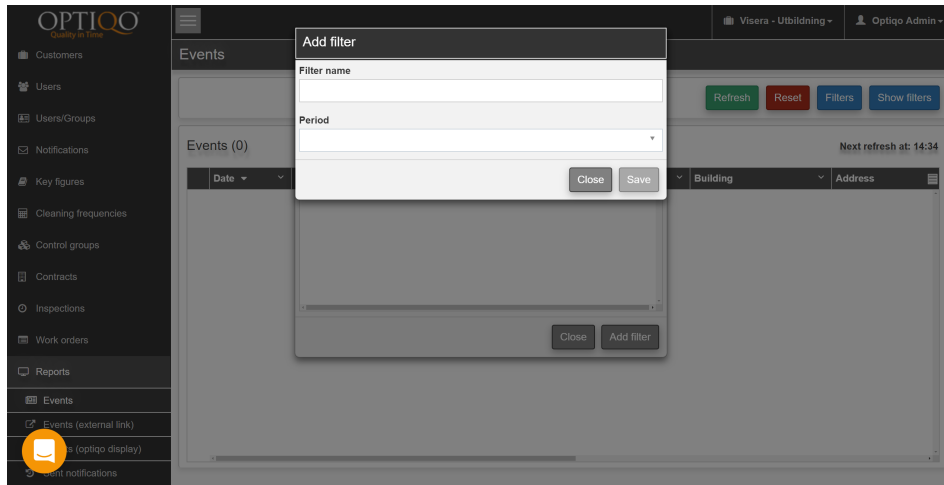 OPTIQO
Quality in Time
Visera - Utbildning
Optiqo Admin
Customers
Users
Users/Groups
Notifications
Key figures
Cleaning frequencies
Control groups
Contracts
Inspections
Work orders
Reports
Events
Events (external link)
ts (optiqo display)
Sent notifications
Events
Refresh
Reset
Filters
Show filters
Events (0)
Next refresh at: 14:34
Date
Building
Address
Add filter
Filter name
Period
Close
Save
Close
Add filter